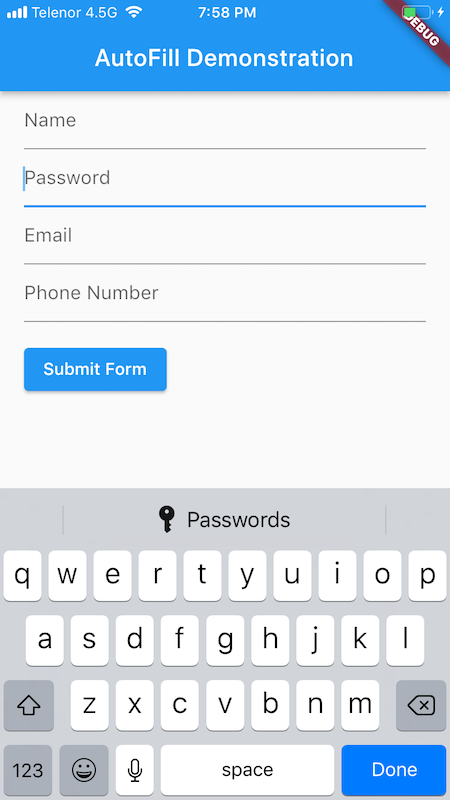 Telenor 4.5G 7:58 PM
DEBUG
AutoFill Demonstration
Name
Password
Email
Phone Number
Submit Form
Passwords
q w e r t y u i o p
a s d f g h j k l
z x c v b n m
123 space Done